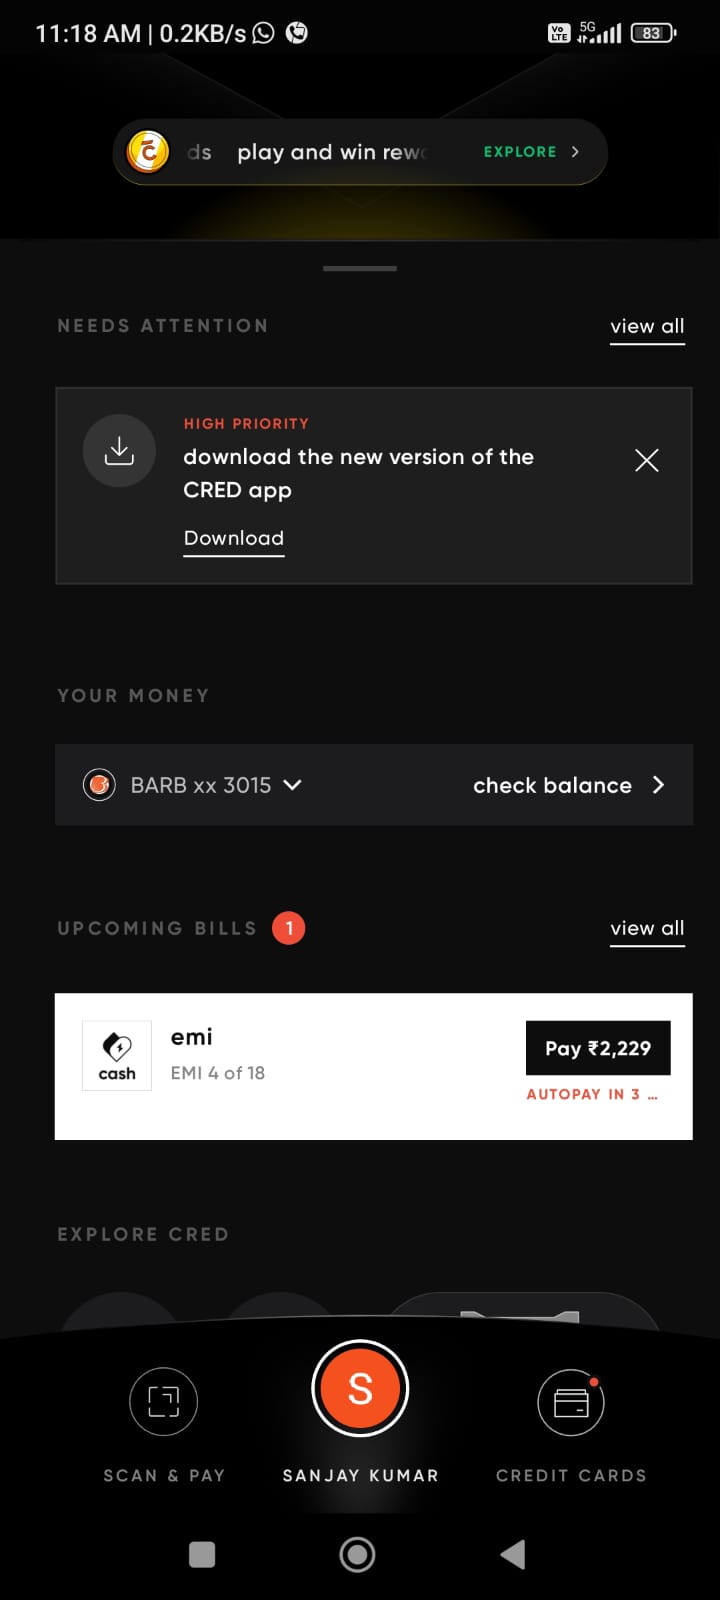 11:18 AM | 0.2KB/s
Vo LTE 5G 83
play and win EXPLORE
NEEDS ATTENTION view all
HIGH PRIORITY
download the new version of the
CRED app
Download
YOUR MONEY
BARB xx 3015 check balance
UPCOMING BILLS 1 view all
emi
cash
EMI 4 of 18
Pay ₹2,229
AUTOPAY IN 3 ...
EXPLORE CRED
S
SCAN & PAY SANJAY KUMAR CREDIT CARDS